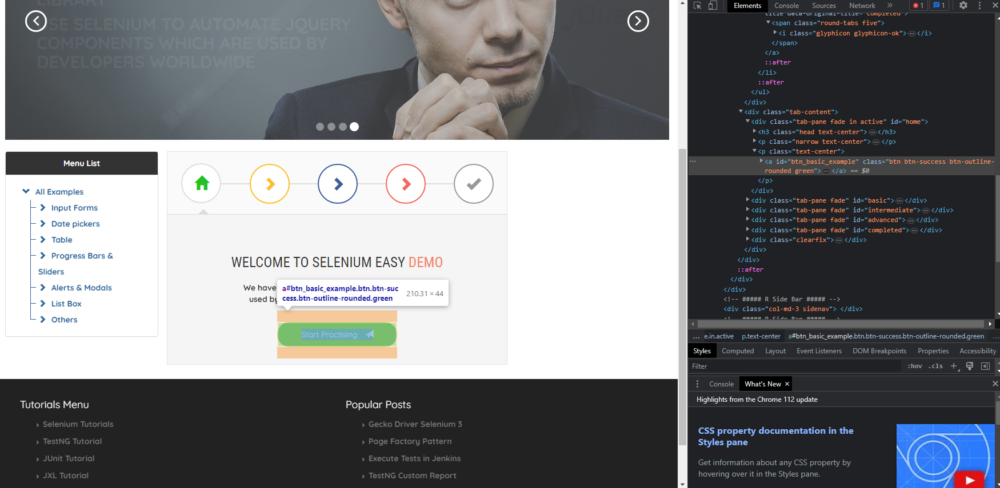 LIBRARY
USE SELENIUM to AUTOMATE JQUERY
COMPONENTS WHICH ARE USED BY
DEVELOPERS WORLDWIDE
Menu List
All Examples
Input Forms
Date pickers
Table
Progress Bars &
Sliders
Alerts & Modals
List Box
Others
WELCOME TO SELENIUM EASY DEMO
We have
used by
a#btn_basic_example.btn.btn-suc
cess.btn-outline-rounded.green
210.31 × 44
Start Practising
Tutorials Menu
Selenium Tutorials
TestNG Tutorial
JUnit Tutorial
JXL Tutorial
Popular Posts
Gecko Driver Selenium 3
Page Factory Pattern
Execute Tests in Jenkins
TestNG Custom Report
Elements Console Sources Network » 1 1
title data-original-title="completed">
<span class="round-tabs five">
<i class="glyphicon glyphicon-ok">…</i>
</span>
</a>
::after
</li>
::after
</ul>
</div>
<div class="tab-content">
<div class="tab-pane fade in active" id="home">
<h3 class="head text-center">…</h3>
<p class="narrow text-center">…</p>
<p class="text-center">
<a id="btn_basic_example" class="btn btn-success btn-outline-
rounded green">…</a> == $0
</p>
</div>
<div class="tab-pane fade" id="basic">…</div>
<div class="tab-pane fade" id="intermediate">…</div>
<div class="tab-pane fade" id="advanced">…</div>
<div class="tab-pane fade" id="completed">…</div>
<div class="clearfix">…</div>
</div>
</div>
::after
</div>
</div>
<!-- ##### R Side Bar ##### -->
<div class="col-md-3 sidenav"> </div>
<!-- ##### R Side Bar ##### -->
... e.in.active p.text-center a#btn_basic_example.btn.btn-success.btn-outline-rounded.green ...
Styles Computed Layout Event Listeners DOM Breakpoints Properties Accessibility
Filter :hov .cls +
Console What's New ×
Highlights from the Chrome 112 update
CSS property documentation in the
Styles pane
Get information about any CSS property by
hovering over it in the Styles pane.